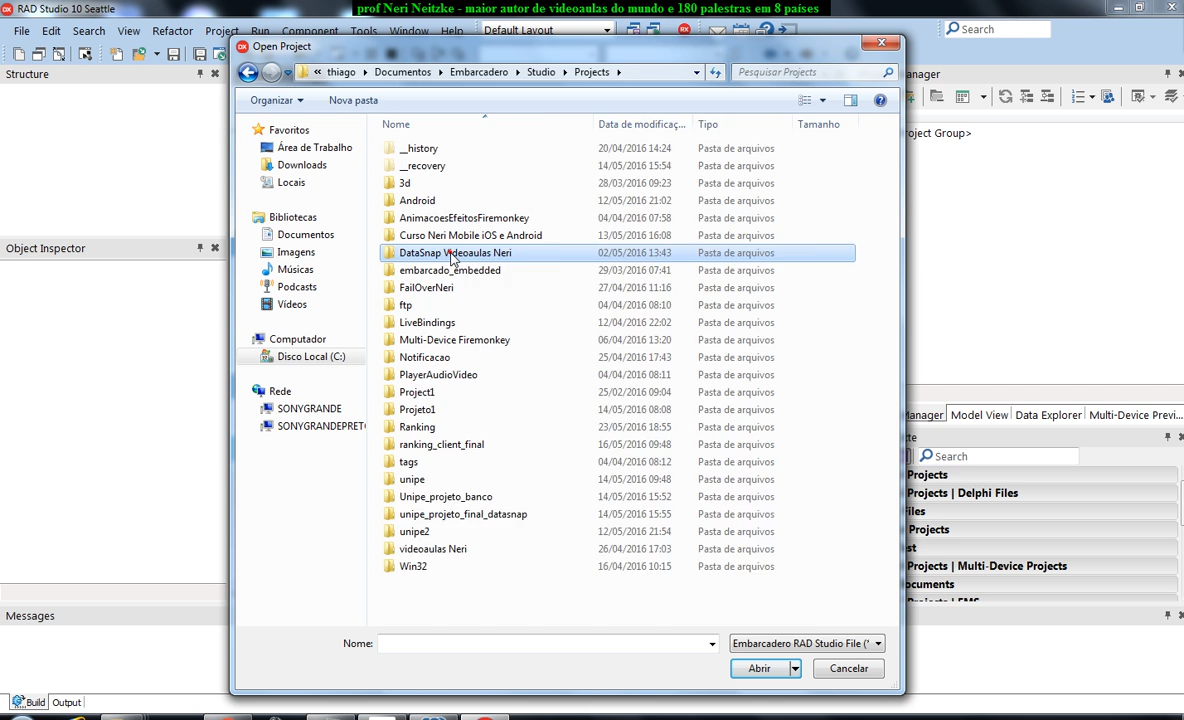 prof Neri Neitzke - maior autor de videoaulas do mundo e 180 palestras em 8 países
RAD Studio 10 Seattle
File Edit Search View Refactor Project Run Component Tools Window Help Default Layout Search
Structure
Object Inspector
Messages
Build Output
Open Project
« thiago Documentos Embarcadero Studio Projects Pesquisar Projects
Organizar Nova pasta
Favoritos
Área de Trabalho
Downloads
Locais
Bibliotecas
Documentos
Imagens
Músicas
Podcasts
Vídeos
Computador
Disco Local (C:)
Rede
SONYGRANDE
SONYGRANDEPRET
Nome Data de modificaç... Tipo Tamanho
__history 20/04/2016 14:24 Pasta de arquivos
__recovery 14/05/2016 15:54 Pasta de arquivos
3d 28/03/2016 09:23 Pasta de arquivos
Android 12/05/2016 21:02 Pasta de arquivos
AnimacoesEfeitosFiremonkey 04/04/2016 07:58 Pasta de arquivos
Curso Neri Mobile iOS e Android 13/05/2016 16:08 Pasta de arquivos
DataSnap Videoaulas Neri 02/05/2016 13:43 Pasta de arquivos
embarcado_embedded 29/03/2016 07:41 Pasta de arquivos
FailOverNeri 27/04/2016 11:16 Pasta de arquivos
ftp 04/04/2016 08:10 Pasta de arquivos
LiveBindings 12/04/2016 22:02 Pasta de arquivos
Multi-Device Firemonkey 06/04/2016 13:20 Pasta de arquivos
Notificacao 25/04/2016 17:43 Pasta de arquivos
PlayerAudioVideo 04/04/2016 08:11 Pasta de arquivos
Project1 25/02/2016 09:04 Pasta de arquivos
Projeto1 14/05/2016 08:08 Pasta de arquivos
Ranking 23/05/2016 18:55 Pasta de arquivos
ranking_client_final 16/05/2016 09:48 Pasta de arquivos
tags 04/04/2016 08:12 Pasta de arquivos
unipe 14/05/2016 09:48 Pasta de arquivos
Unipe_projeto_banco 14/05/2016 15:52 Pasta de arquivos
unipe_projeto_final_datasnap 14/05/2016 15:55 Pasta de arquivos
unipe2 12/05/2016 21:54 Pasta de arquivos
videoaulas Neri 26/04/2016 17:03 Pasta de arquivos
Win32 16/04/2016 10:15 Pasta de arquivos
Nome: Embarcadero RAD Studio File (*
Abrir Cancelar
anager
oject Group>
Manager Model View Data Explorer Multi-Device Previ...
tte
Search
Projects
Projects | Delphi Files
Files
Projects
st
Projects | Multi-Device Projects
ocuments